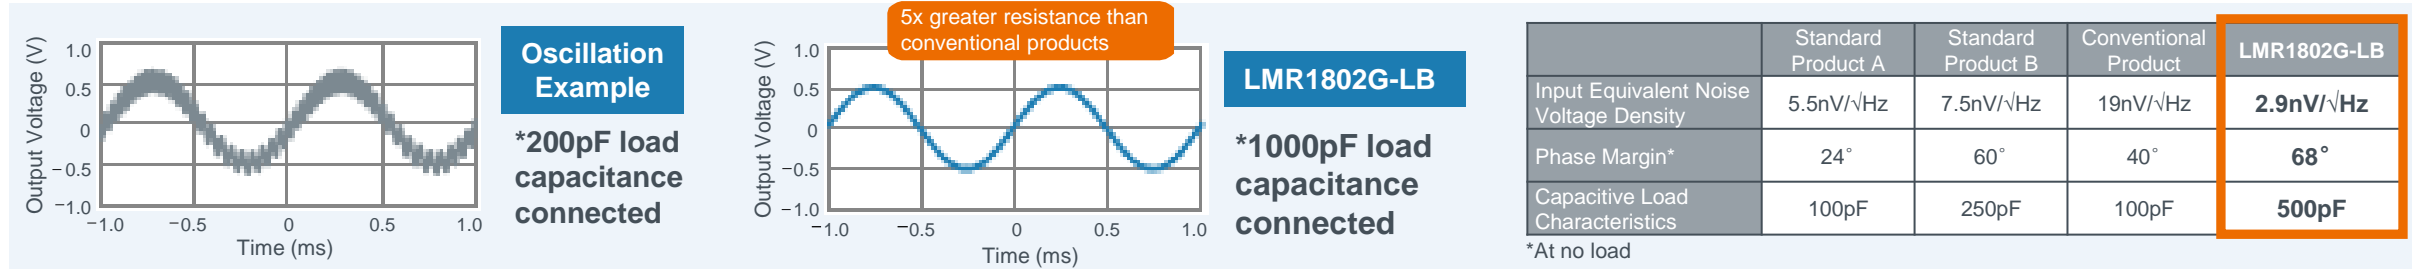 Output Voltage (V)
1.0
0.5
0
−0.5
−1.0
−1.0 −0.5 0 0.5 1.0
Time (ms)
Oscillation
Example
*200pF load
capacitance
connected
5x greater resistance than
conventional products
Output Voltage (V)
1.0
0.5
0
−0.5
−1.0
−1.0 −0.5 0 0.5 1.0
Time (ms)
LMR1802G-LB
*1000pF load
capacitance
connected
Standard
Product A
Standard
Product B
Conventional
Product
LMR1802G-LB
Input Equivalent Noise
Voltage Density
5.5nV/√Hz 7.5nV/√Hz 19nV/√Hz 2.9nV/√Hz
Phase Margin* 24° 60° 40° 68°
Capacitive Load
Characteristics
100pF 250pF 100pF 500pF
*At no load